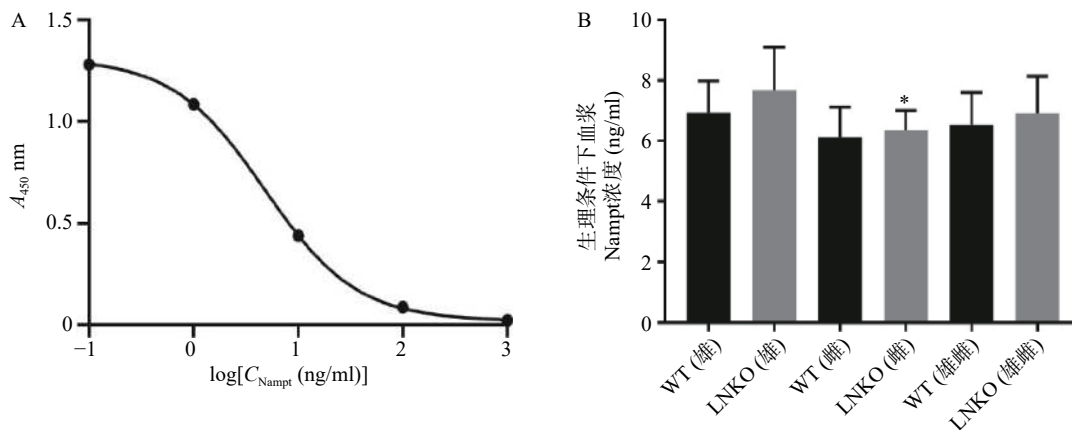 A
1.5
1.0
0.5
0
A450 nm
−1
0
1
2
3
log[CNampt (ng/ml)]
B
10
8
6
4
2
0
生理条件下血浆
Nampt浓度 (ng/ml)
*
WT (雄)
LNKO (雄)
WT (雌)
LNKO (雌)
WT (雄雌)
LNKO (雄雌)